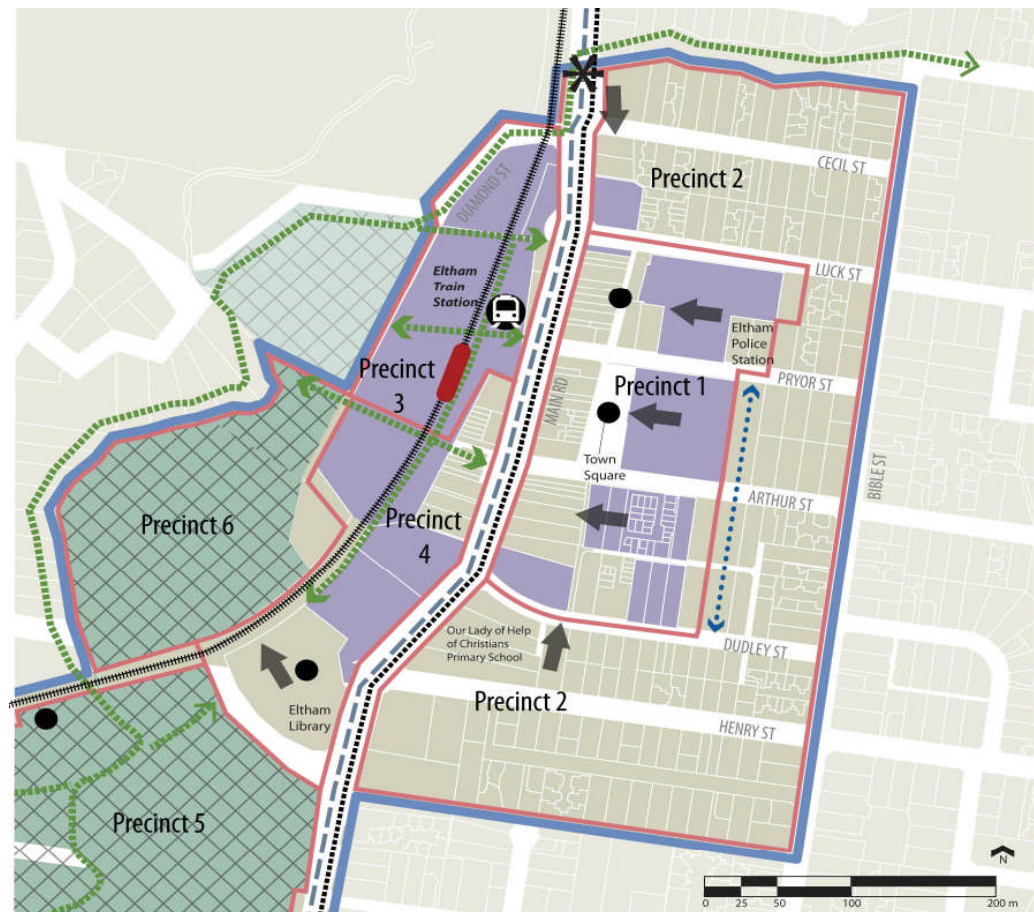 CECIL ST
Precinct 2
DIAMOND ST
LUCK ST
Eltham
Train
Station
Eltham
Police
Station
Precinct
3
PRYOR ST
Precinct 1
MAIN RD
Town
Square
BIBLE ST
ARTHUR ST
Precinct 6
Precinct
4
Our Lady of Help
of Christians
Primary School
DUDLEY ST
Precinct 2
Eltham
Library
HENRY ST
Precinct 5
N
0 25 50 100 200 m